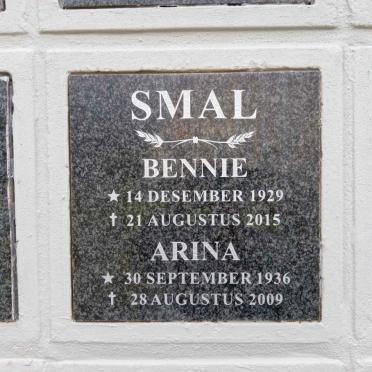 SMAL
BENNIE
★ 14 DESEMBER 1929
✝ 21 AUGUSTUS 2015
ARINA
★ 30 SEPTEMBER 1936
✝ 28 AUGUSTUS 2009